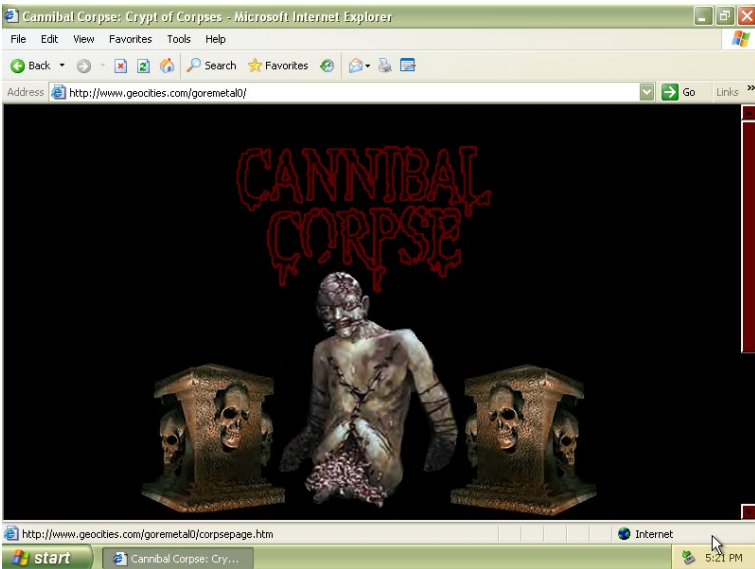 Cannibal Corpse: Crypt of Corpses - Microsoft Internet Explorer
File Edit View Favorites Tools Help
Back Search Favorites
Address http://www.geocities.com/goremetal0/ Go Links »
CANNIBAL
CORPSE
http://www.geocities.com/goremetal0/corpsepage.htm Internet
start Cannibal Corpse: Cry... 5:21 PM